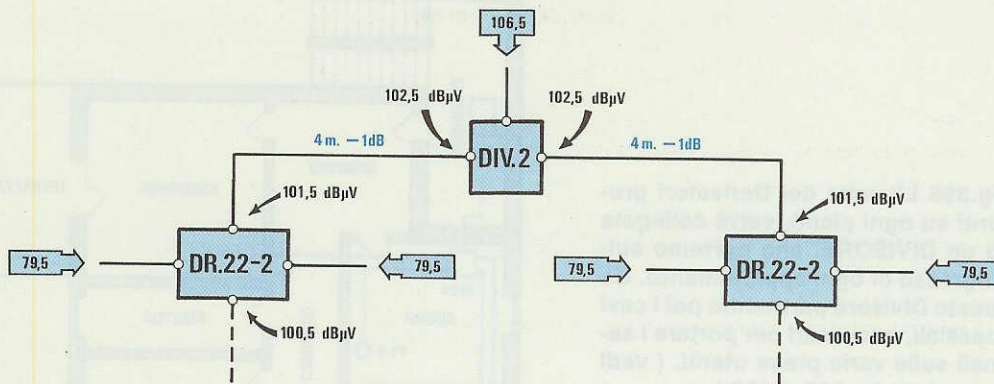 106,5
102,5 dBµV
102,5 dBµV
4 m. – 1dB
DIV.2
4 m. – 1dB
101,5 dBµV
101,5 dBµV
79,5
DR.22-2
79,5
79,5
DR.22-2
79,5
100,5 dBµV
100,5 dBµV